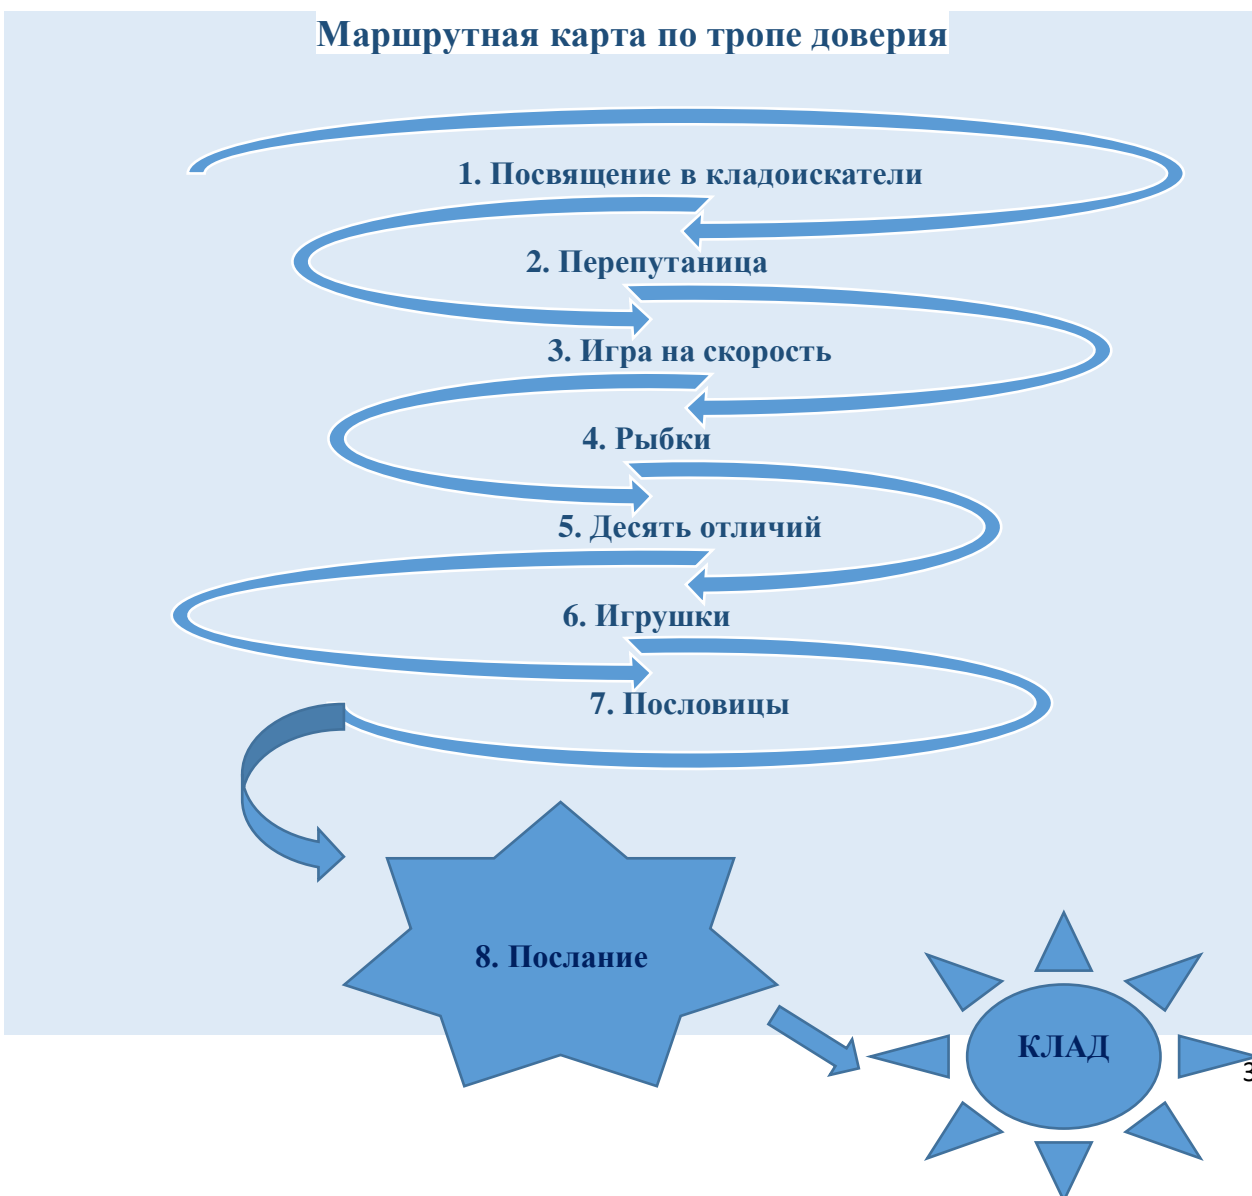 Маршрутная карта по тропе доверия
1. Посвящение в кладоискатели
2. Перепутаница
3. Игра на скорость
4. Рыбки
5. Десять отличий
6. Игрушки
7. Пословицы
8. Послание
КЛАД
3